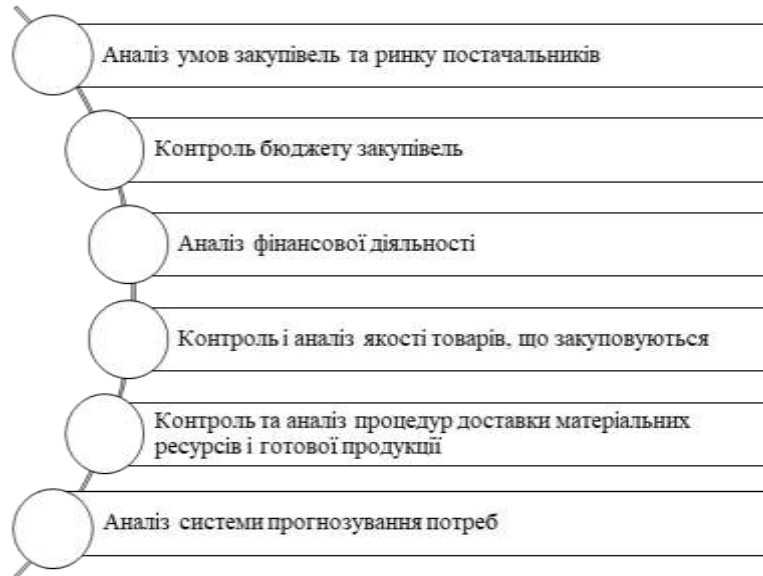 Аналіз умов закупівель та ринку постачальників
Контроль бюджету закупівель
Аналіз фінансової діяльності
Контроль і аналіз якості товарів, що закуповуються
Контроль та аналіз процедур доставки матеріальних
ресурсів і готової продукції
Аналіз системи прогнозування потреб